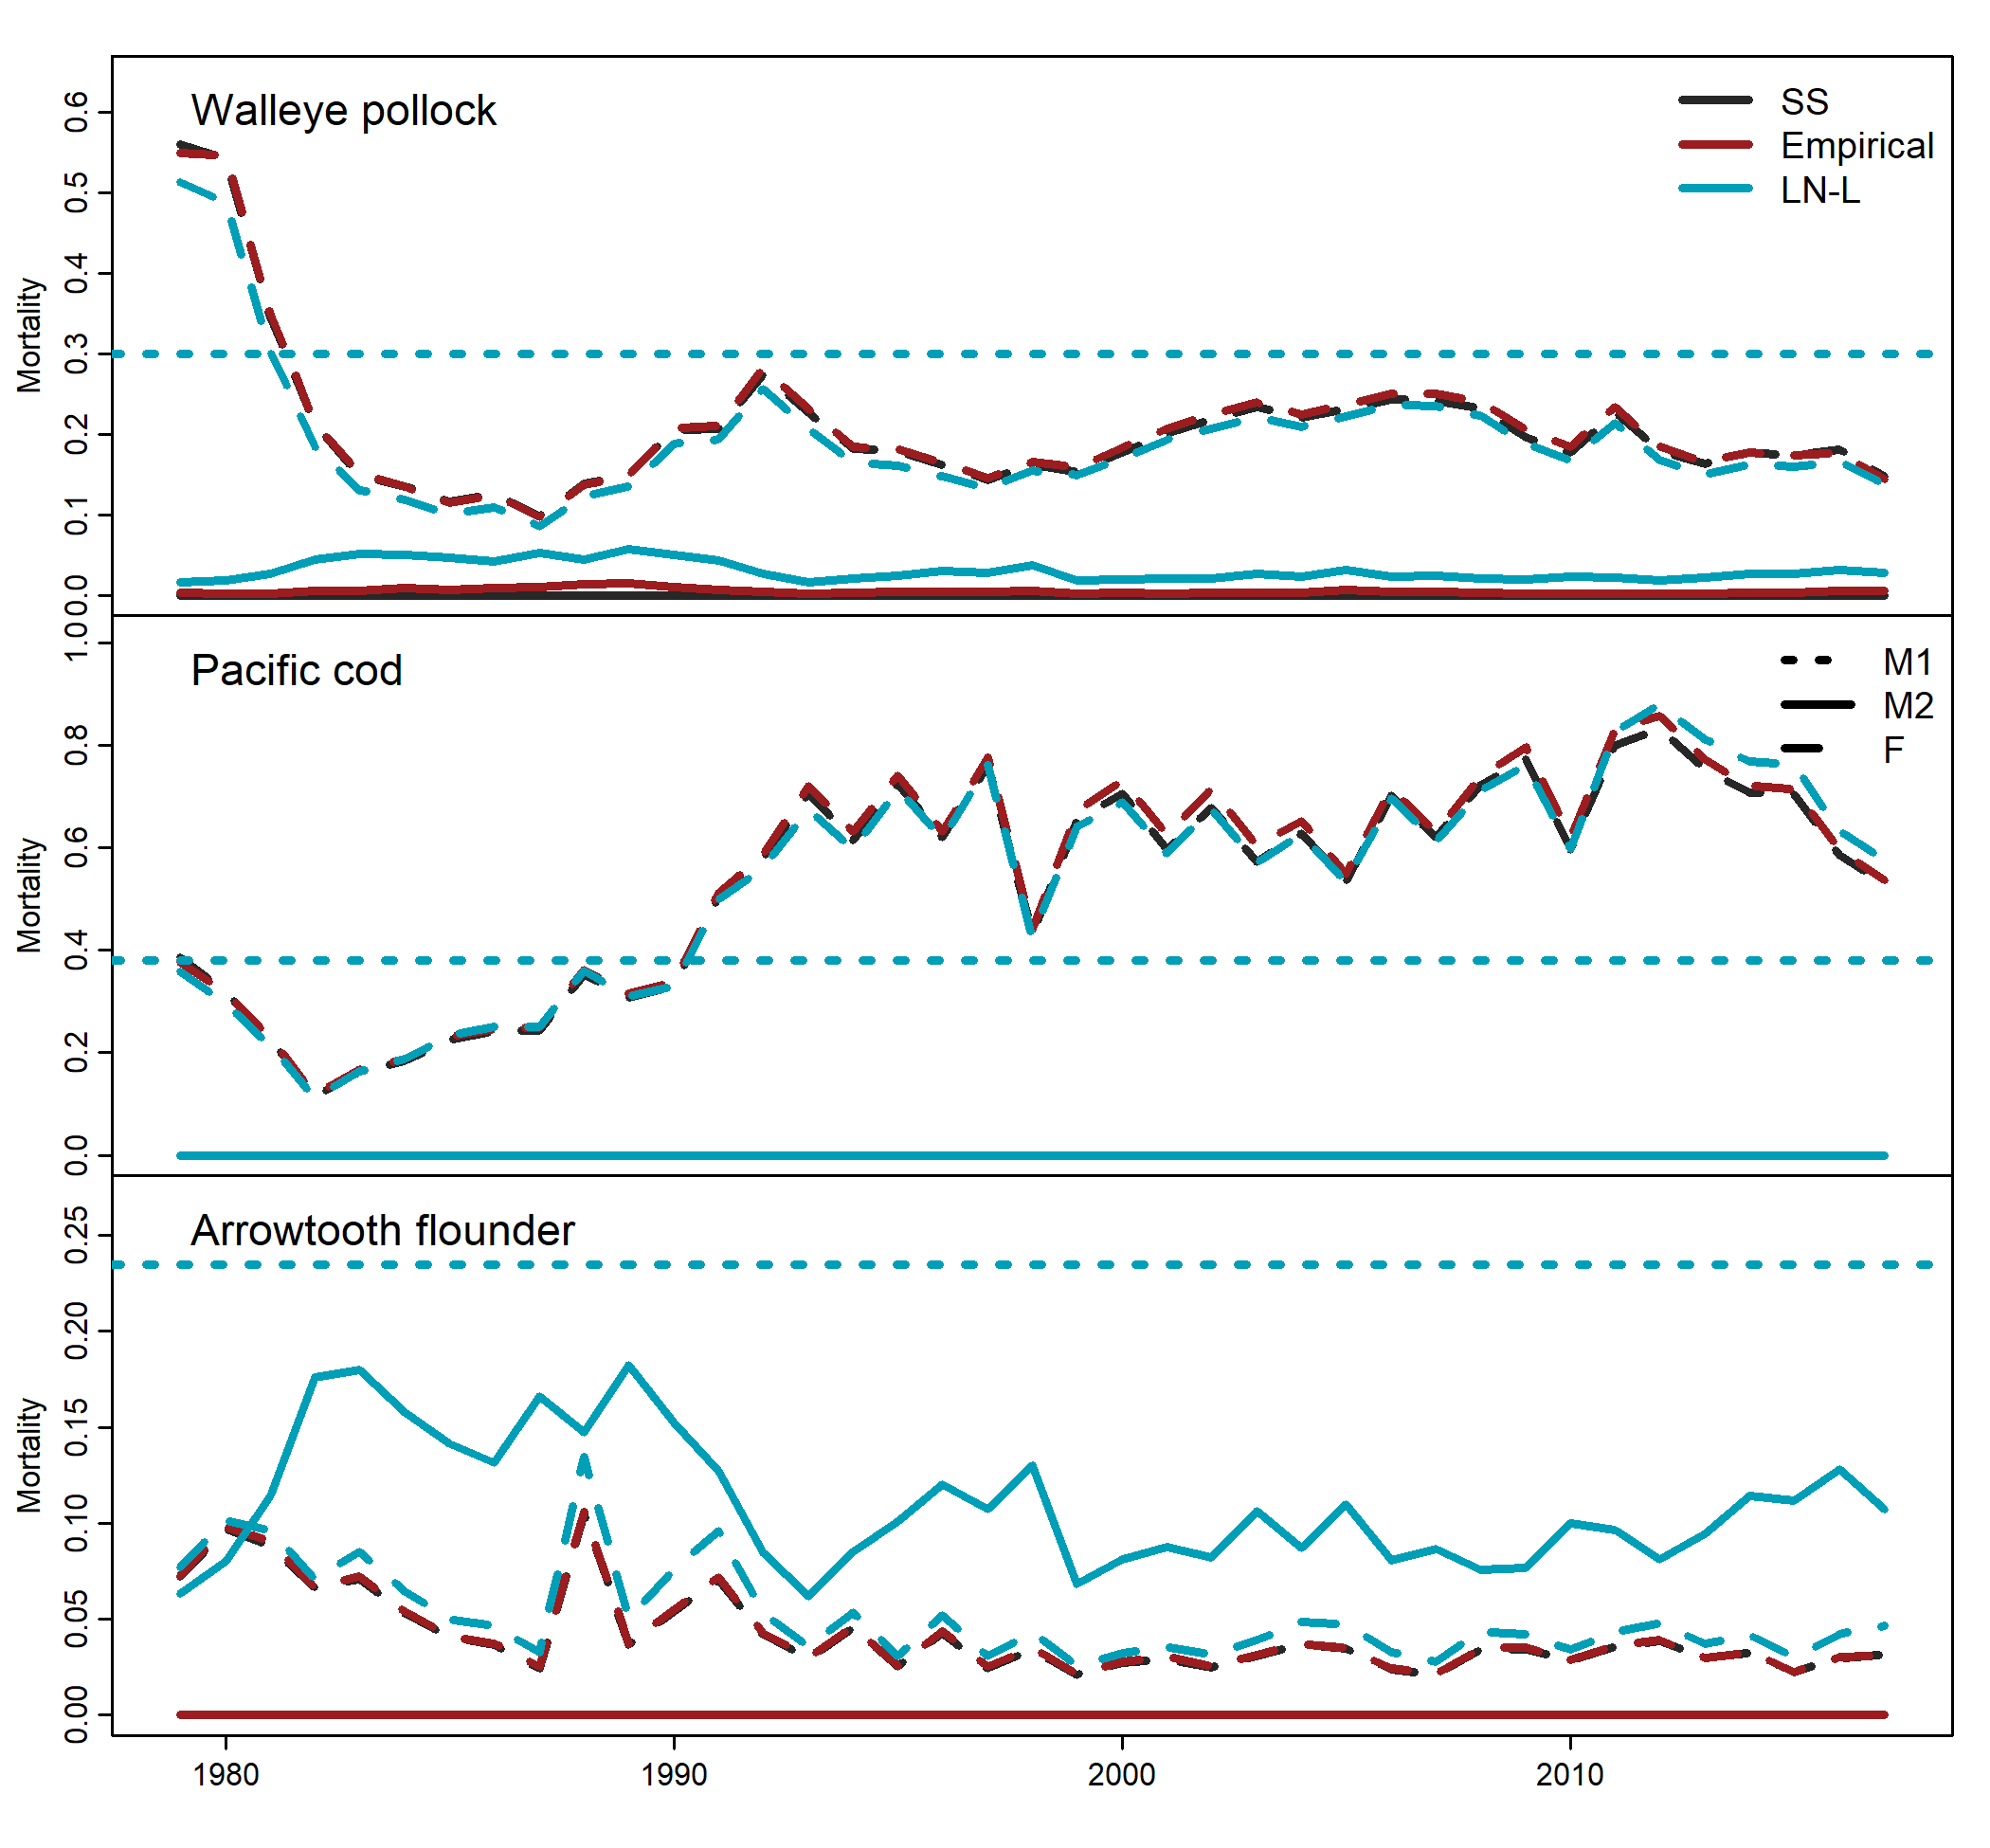 Walleye pollock
SS
Empirical
LN-L
Mortality
0.0
0.1
0.2
0.3
0.4
0.5
0.6
Pacific cod
M1
M2
F
Mortality
0.0
0.2
0.4
0.6
0.8
1.0
Arrowtooth flounder
Mortality
0.00
0.05
0.10
0.15
0.20
0.25
1980
1990
2000
2010